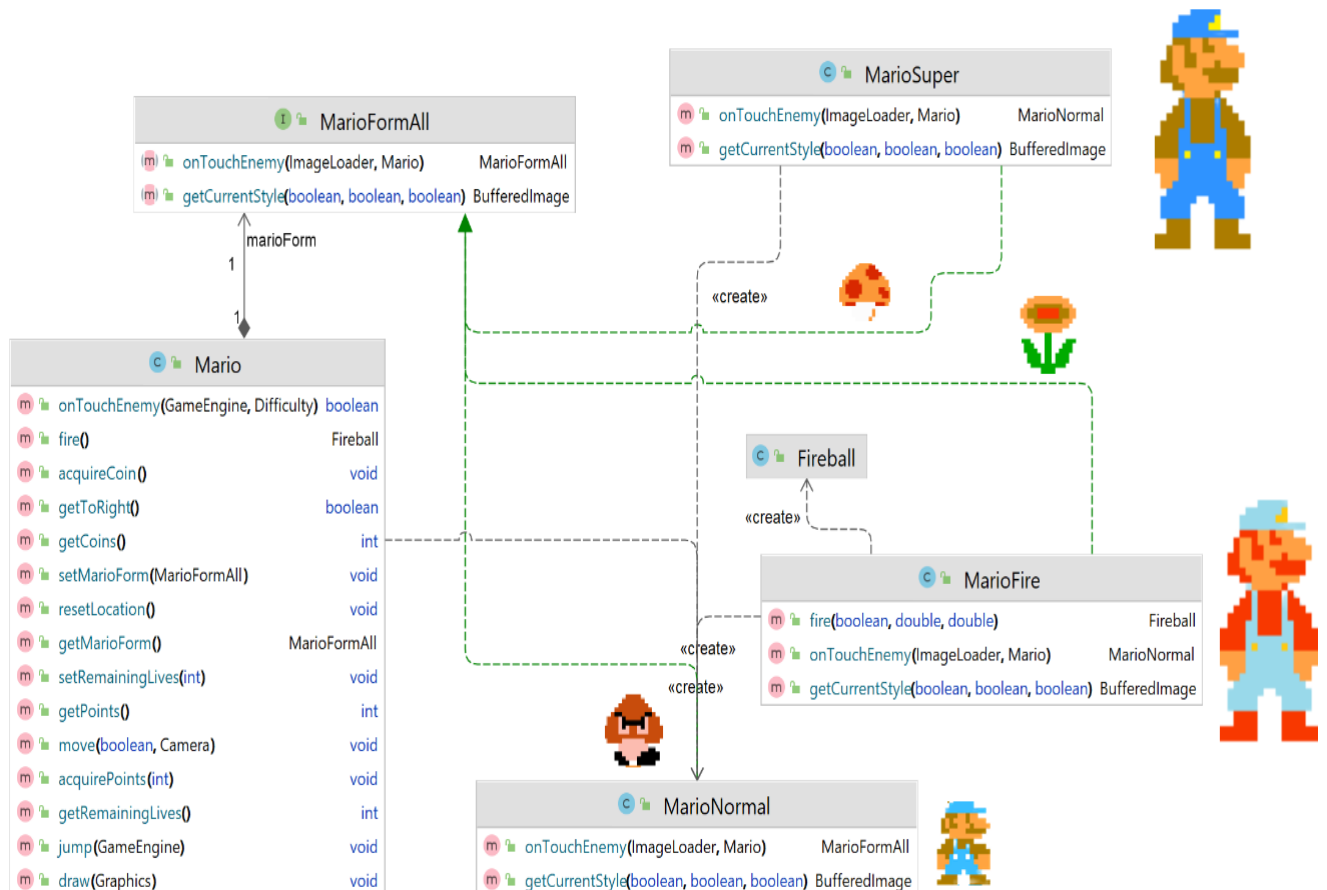 MarioSuper
onTouchEnemy(ImageLoader, Mario) MarioNormal
getCurrentStyle(boolean, boolean, boolean) BufferedImage
MarioFormAll
onTouchEnemy(ImageLoader, Mario) MarioFormAll
getCurrentStyle(boolean, boolean, boolean) BufferedImage
marioForm
1
1
«create»
Mario
onTouchEnemy(GameEngine, Difficulty) boolean
fire() Fireball
acquireCoin() void
getToRight() boolean
getCoins() int
setMarioForm(MarioFormAll) void
resetLocation() void
getMarioForm() MarioFormAll
setRemainingLives(int) void
getPoints() int
move(boolean, Camera) void
acquirePoints(int) void
getRemainingLives() int
jump(GameEngine) void
draw(Graphics) void
Fireball
«create»
MarioFire
fire(boolean, double, double) Fireball
onTouchEnemy(ImageLoader, Mario) MarioNormal
getCurrentStyle(boolean, boolean, boolean) BufferedImage
«create»
«create»
MarioNormal
onTouchEnemy(ImageLoader, Mario) MarioFormAll
getCurrentStyle(boolean, boolean, boolean) BufferedImage